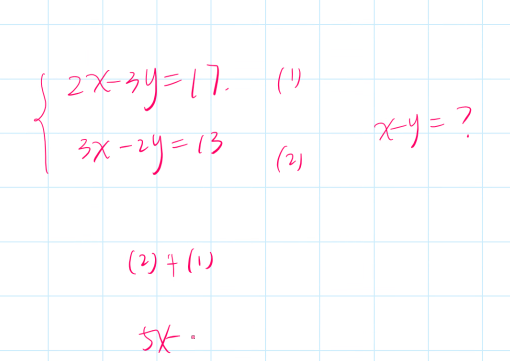 2x-3y=17. (1)
3x-2y=13 (2)
x-y=?
(2)+(1)
5x-